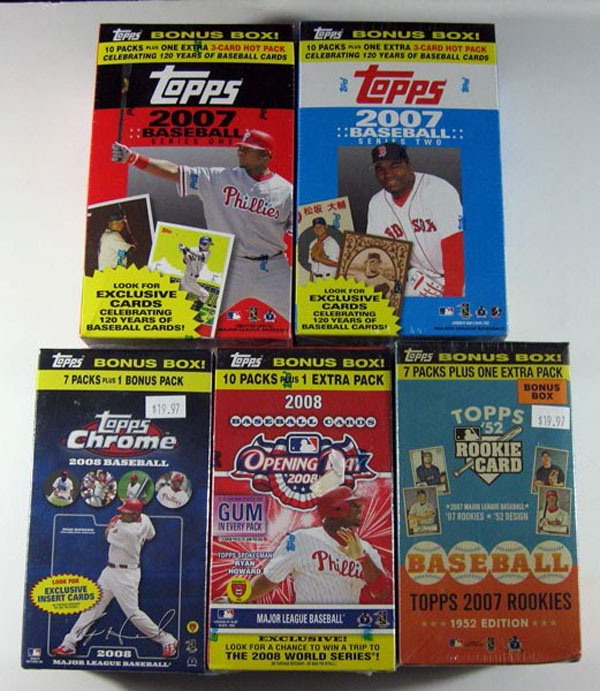 Topps BONUS BOX!
10 PACKS PLUS ONE EXTRA 3-CARD HOT PACK
CELEBRATING 120 YEARS OF BASEBALL CARDS
Topps
2007
BASEBALL
SERIES ONE
Phillies
LOOK FOR
EXCLUSIVE
CARDS
CELEBRATING
120 YEARS OF
BASEBALL CARDS!
Topps BONUS BOX!
10 PACKS PLUS ONE EXTRA 3-CARD HOT PACK
CELEBRATING 120 YEARS OF BASEBALL CARDS
Topps
2007
BASEBALL
SERIES TWO
RED SOX
松坂 大輔
LOOK FOR
EXCLUSIVE
CARDS
CELEBRATING
120 YEARS OF
BASEBALL CARDS!
Topps BONUS BOX!
7 PACKS PLUS 1 BONUS PACK
$19.97
Topps
Chrome
2008 BASEBALL
LOOK FOR
EXCLUSIVE
INSERT CARDS
2008
MAJOR LEAGUE BASEBALL
Topps BONUS BOX!
10 PACKS PLUS 1 EXTRA PACK
2008
BASEBALL CARDS
OPENING DAY
2008
GUM
IN EVERY PACK
TOPPS SPOKESMAN
RYAN
HOWARD
Phillies
MAJOR LEAGUE BASEBALL
EXCLUSIVE!
LOOK FOR A CHANCE TO WIN A TRIP TO
THE 2008 WORLD SERIES!
Topps BONUS BOX!
7 PACKS PLUS ONE EXTRA PACK
BONUS
BOX
$19.97
TOPPS
'52
ROOKIE
CARD
★2007 MAJOR LEAGUE BASEBALL★
'07 ROOKIES ★ '52 DESIGN
BASEBALL
TOPPS 2007 ROOKIES
★★★ 1952 EDITION ★★★